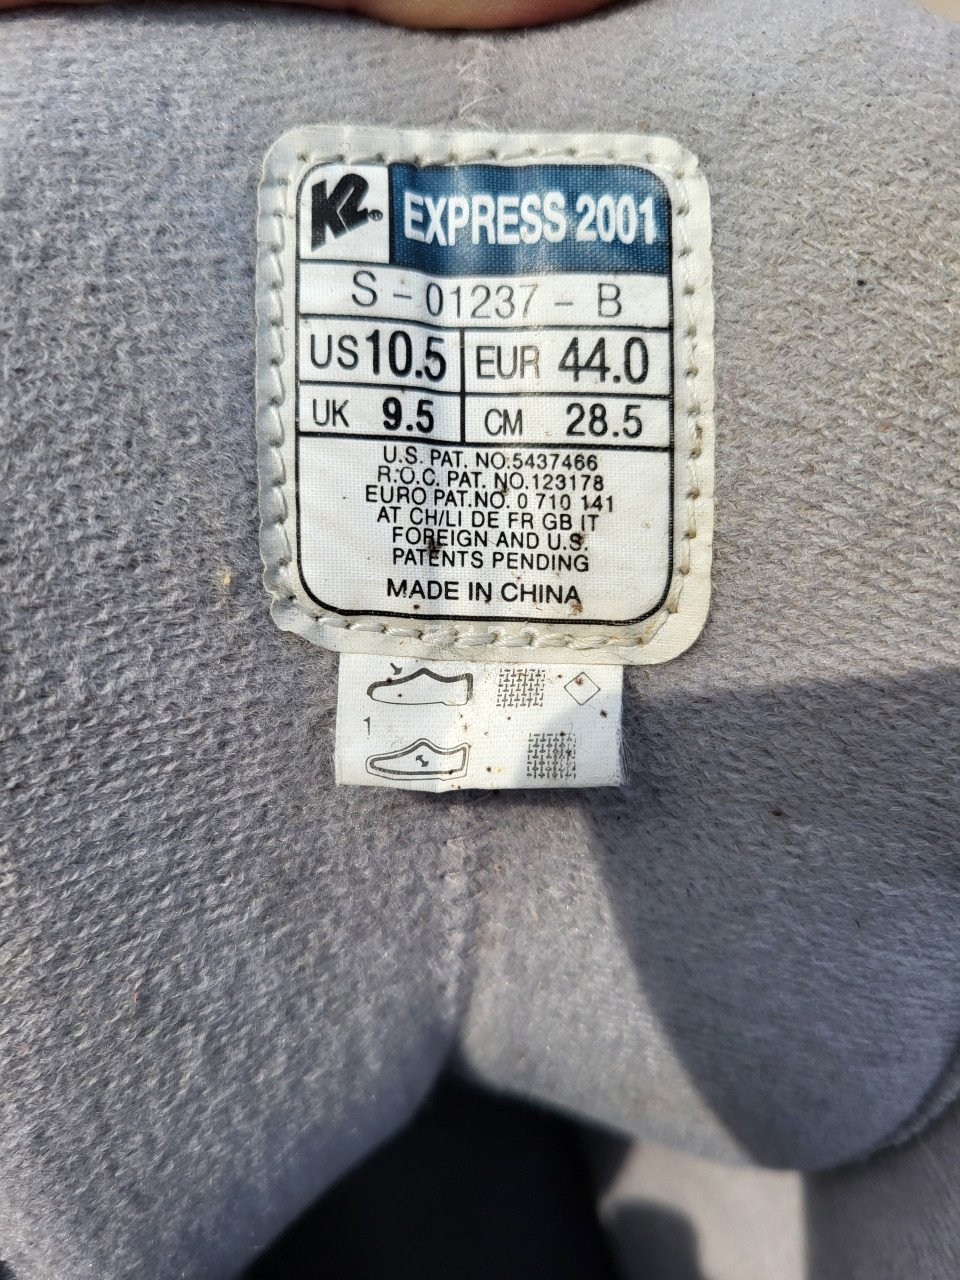 K2® EXPRESS 2001
S - 01237 - B
US 10.5 EUR 44.0
UK 9.5 CM 28.5
U.S. PAT. NO.5437466
R.O.C. PAT. NO.123178
EURO PAT.NO. 0 710 141
AT CH/LI DE FR GB IT
FOREIGN AND U.S.
PATENTS PENDING
MADE IN CHINA
1